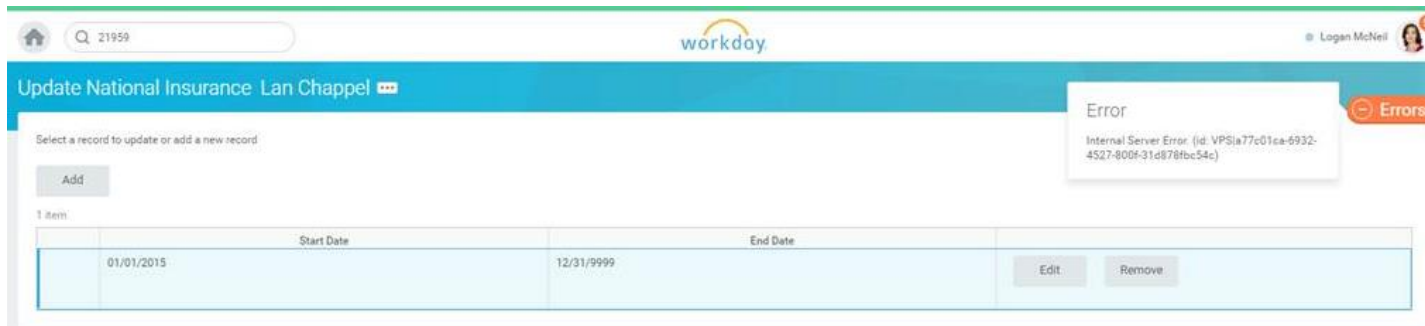 21959
workday.
Logan McNeil
Update National Insurance Lan Chappel
Error
Errors
Internal Server Error. (id: VPS|a77c01ca-6932-
4527-800f-31d878fbc54c)
Select a record to update or add a new record
Add
1 item
Start Date End Date
01/01/2015 12/31/9999 Edit Remove